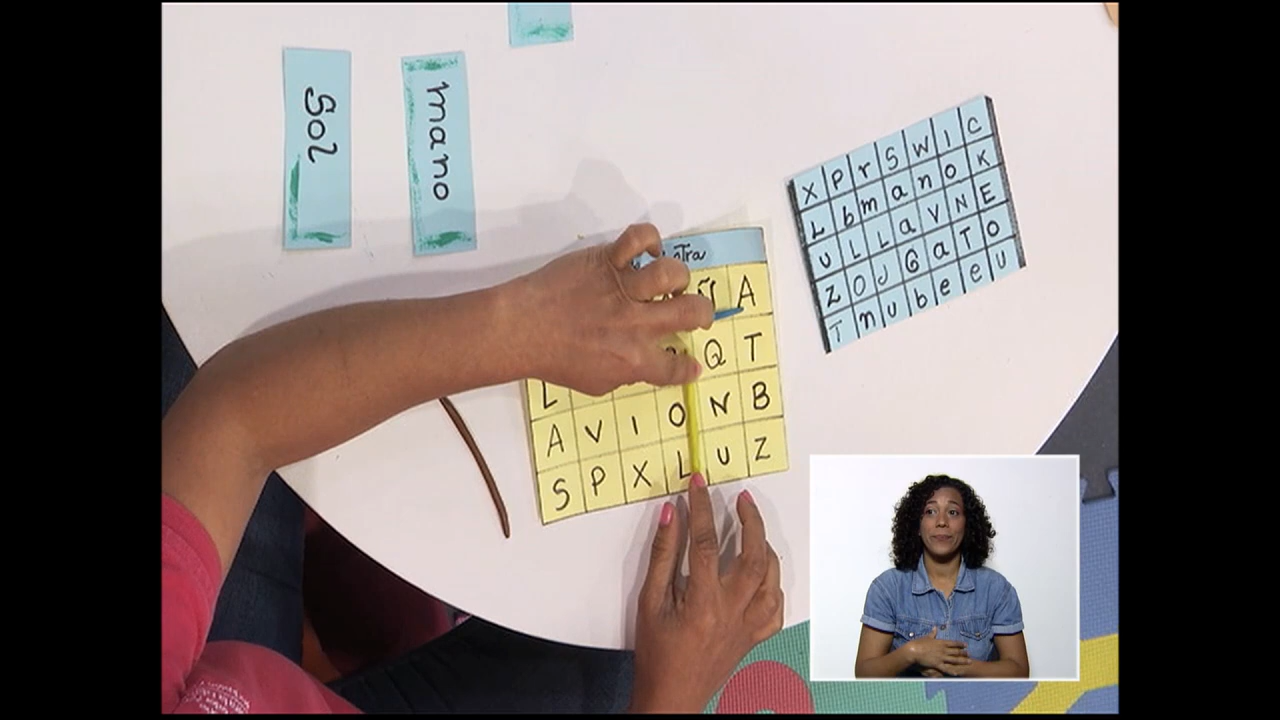 Sol
mano
X P r S W I C
L b m a n O K
U L L a V N E
Z O J G a T O
T n u b e e U
Ñ A
Q T
L
A V I O N B
S P X L U Z